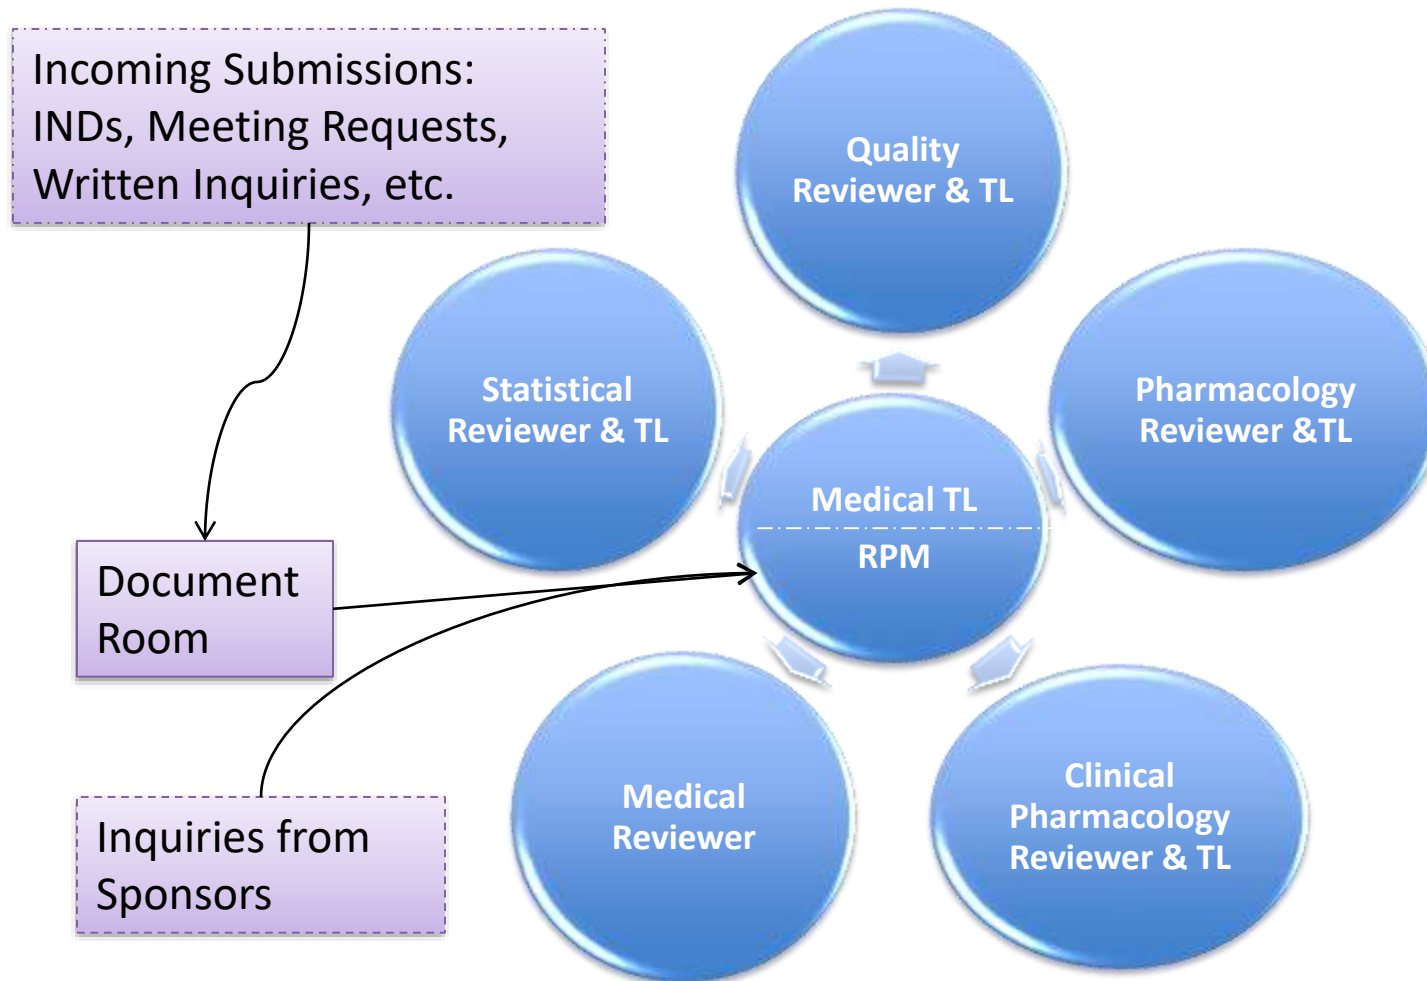 Incoming Submissions:
INDs, Meeting Requests,
Written Inquiries, etc.
Quality
Reviewer & TL
Statistical
Reviewer & TL
Pharmacology
Reviewer &TL
Medical TL
RPM
Document
Room
Medical
Reviewer
Clinical
Pharmacology
Reviewer & TL
Inquiries from
Sponsors